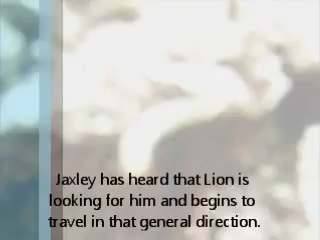 Jaxley has heard that Lion is
looking for him and begins to
travel in that general direction.